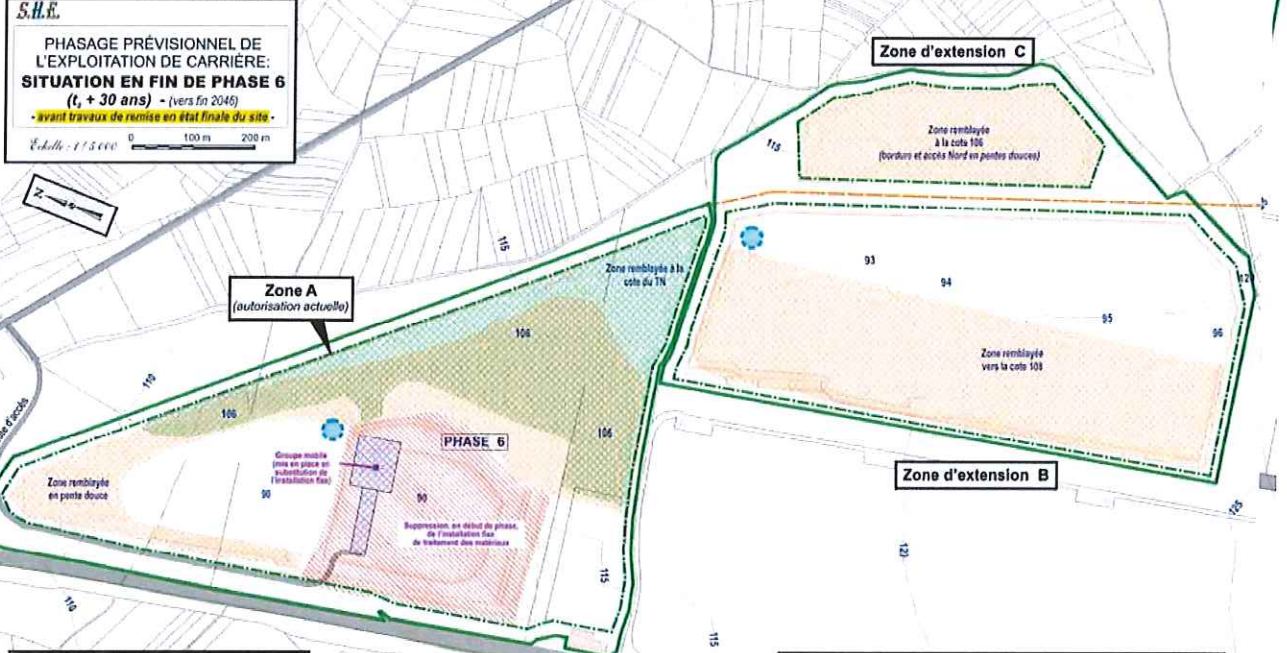 S.H.E.
PHASAGE PRÉVISIONNEL DE
L'EXPLOITATION DE CARRIÈRE:
SITUATION EN FIN DE PHASE 6
(t, + 30 ans) - (vers fin 2046)
- avant travaux de remise en état finale du site -
Echelle : 1 / 5 000
0 100 m 200 m
N
Zone d'extension C
Zone remblayée
à la cote 106
(bordure et accès Nord en pentes douces)
115
115
Zone remblayée à la
cote du TN
Zone A
(autorisation actuelle)
93
94
95
96
120
106
Zone remblayée
vers la cote 108
110
106
106
d'accès
PHASE 6
Groupe mobile
(mis en place en
substitution de
l'installation fixe)
Zone remblayée
en pente douce
90
90
Zone d'extension B
Suppression, en début de phase,
de l'installation fixe
de traitement des matériaux
125
115
110
115